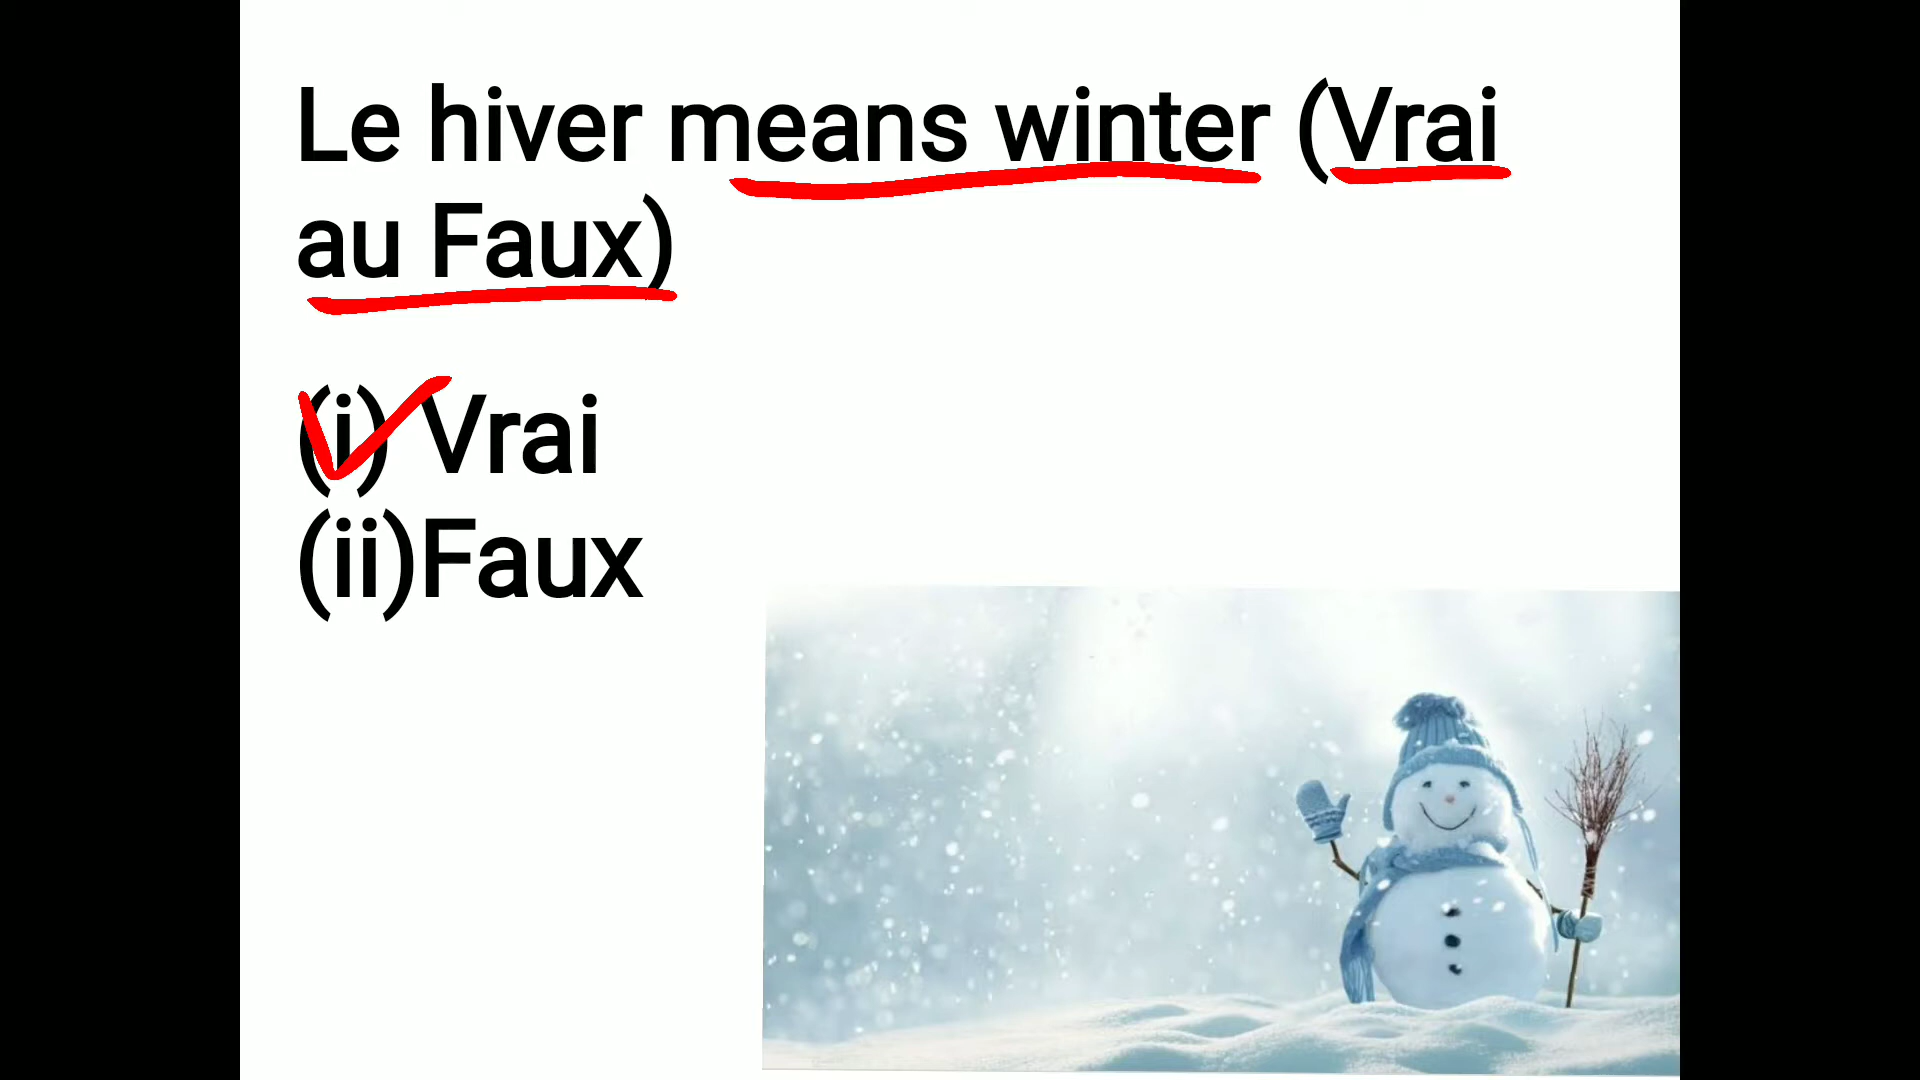 Le hiver means winter (Vrai
au Faux)
(i) Vrai
(ii)Faux